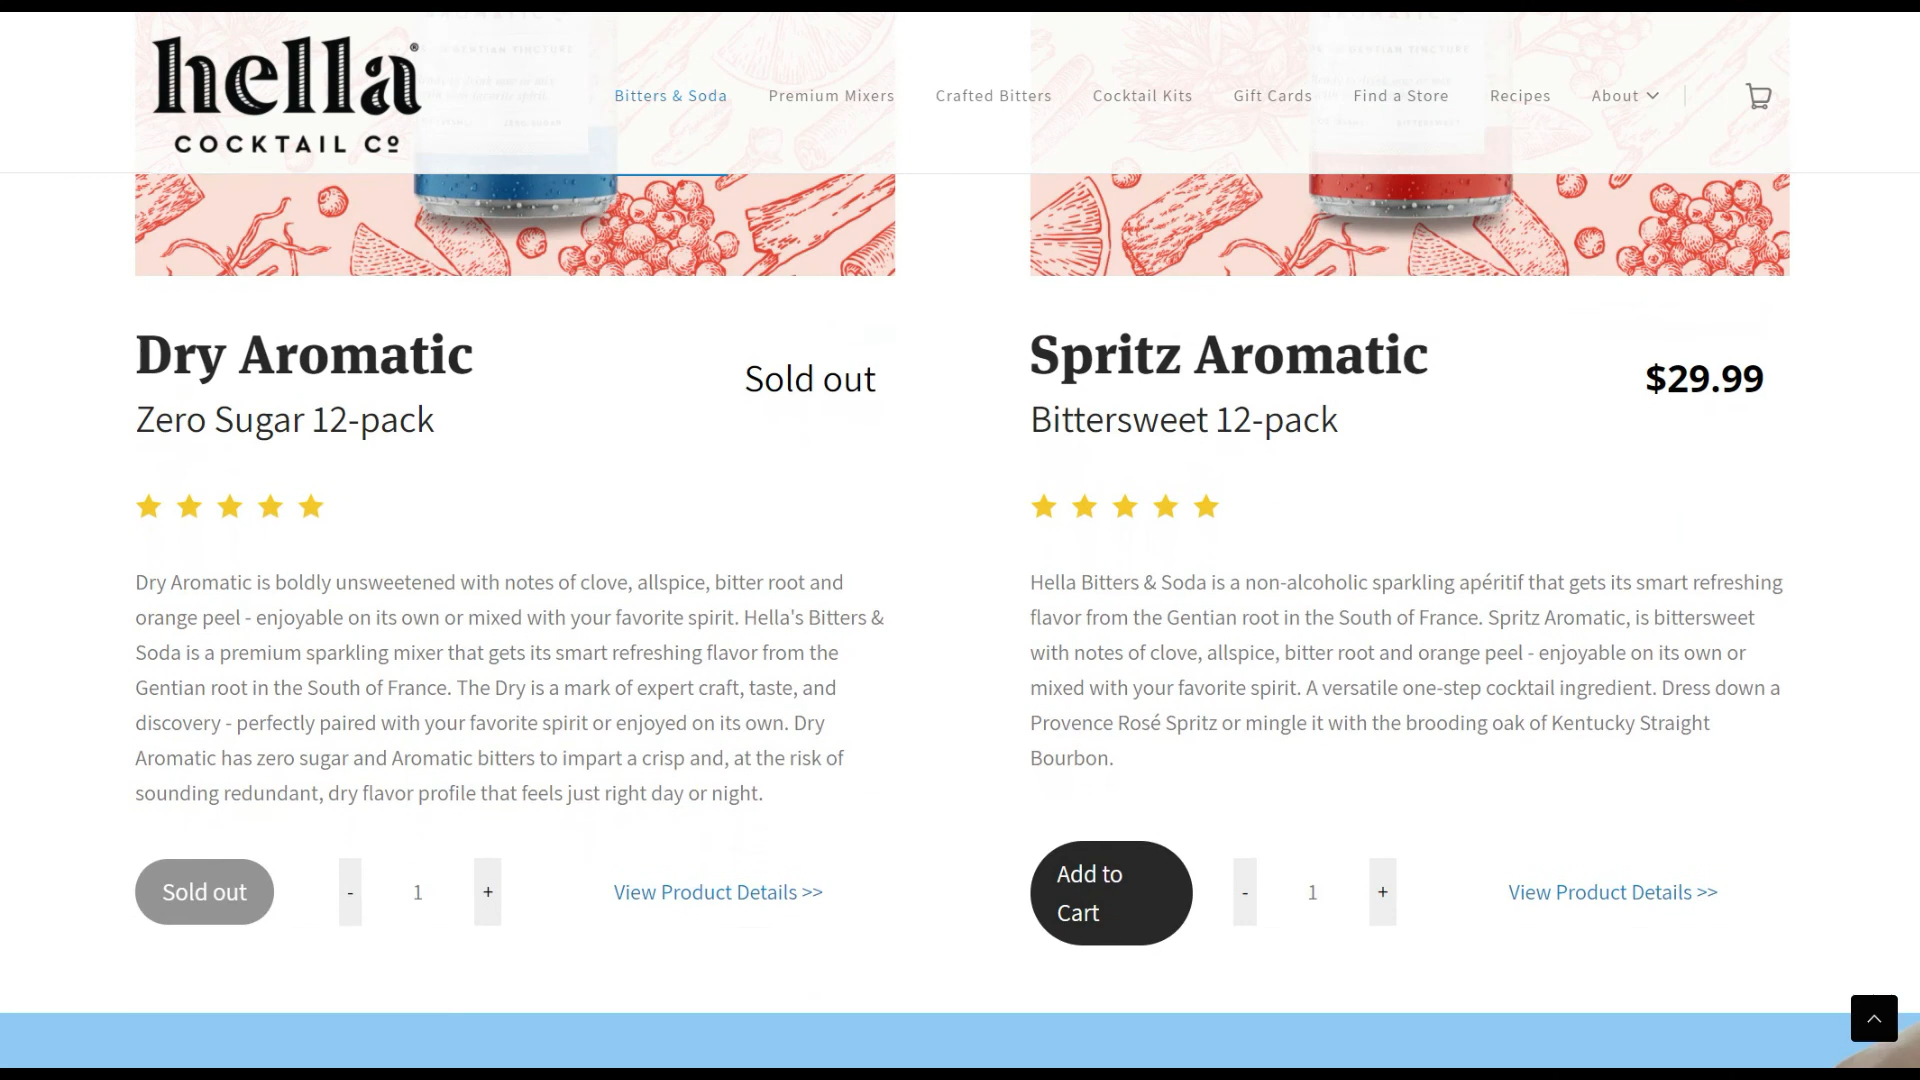 hella®
COCKTAIL Cº
Bitters & Soda
Premium Mixers
Crafted Bitters
Cocktail Kits
Gift Cards
Find a Store
Recipes
About
Dry Aromatic
Zero Sugar 12-pack
Sold out
Dry Aromatic is boldly unsweetened with notes of clove, allspice, bitter root and
orange peel - enjoyable on its own or mixed with your favorite spirit. Hella's Bitters &
Soda is a premium sparkling mixer that gets its smart refreshing flavor from the
Gentian root in the South of France. The Dry is a mark of expert craft, taste, and
discovery - perfectly paired with your favorite spirit or enjoyed on its own. Dry
Aromatic has zero sugar and Aromatic bitters to impart a crisp and, at the risk of
sounding redundant, dry flavor profile that feels just right day or night.
Sold out
- 1 +
View Product Details >>
Spritz Aromatic
Bittersweet 12-pack
$29.99
Hella Bitters & Soda is a non-alcoholic sparkling apéritif that gets its smart refreshing
flavor from the Gentian root in the South of France. Spritz Aromatic, is bittersweet
with notes of clove, allspice, bitter root and orange peel - enjoyable on its own or
mixed with your favorite spirit. A versatile one-step cocktail ingredient. Dress down a
Provence Rosé Spritz or mingle it with the brooding oak of Kentucky Straight
Bourbon.
Add to
Cart
- 1 +
View Product Details >>